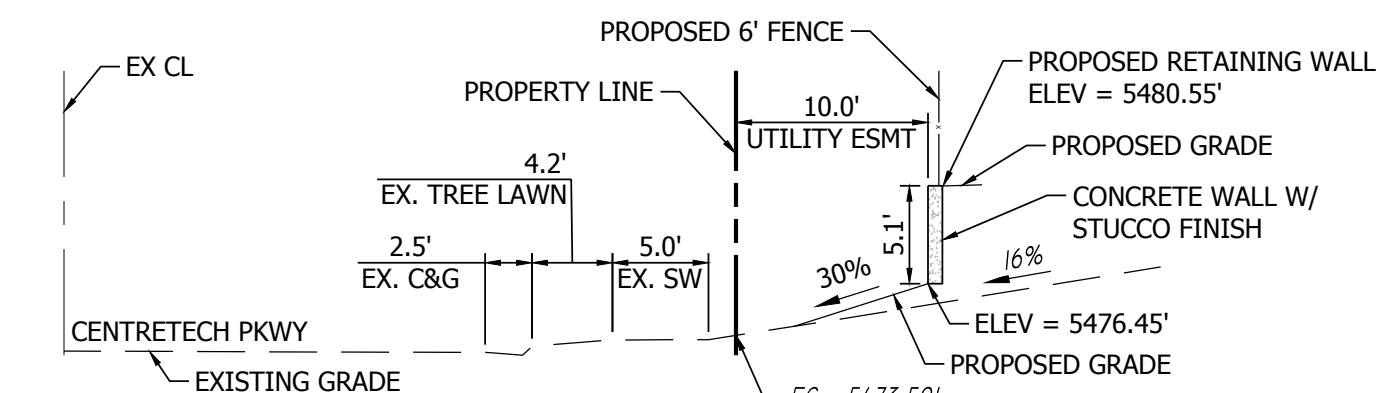 PROPOSED 6' FENCE
EX CL
PROPOSED RETAINING WALL
ELEV = 5480.55'
PROPERTY LINE
10.0'
UTILITY ESMT
PROPOSED GRADE
4.2'
EX. TREE LAWN
CONCRETE WALL W/
STUCCO FINISH
5.1'
2.5'
EX. C&G
5.0'
EX. SW
30%
16%
CENTRETECH PKWY
ELEV = 5476.45'
PROPOSED GRADE
EXISTING GRADE